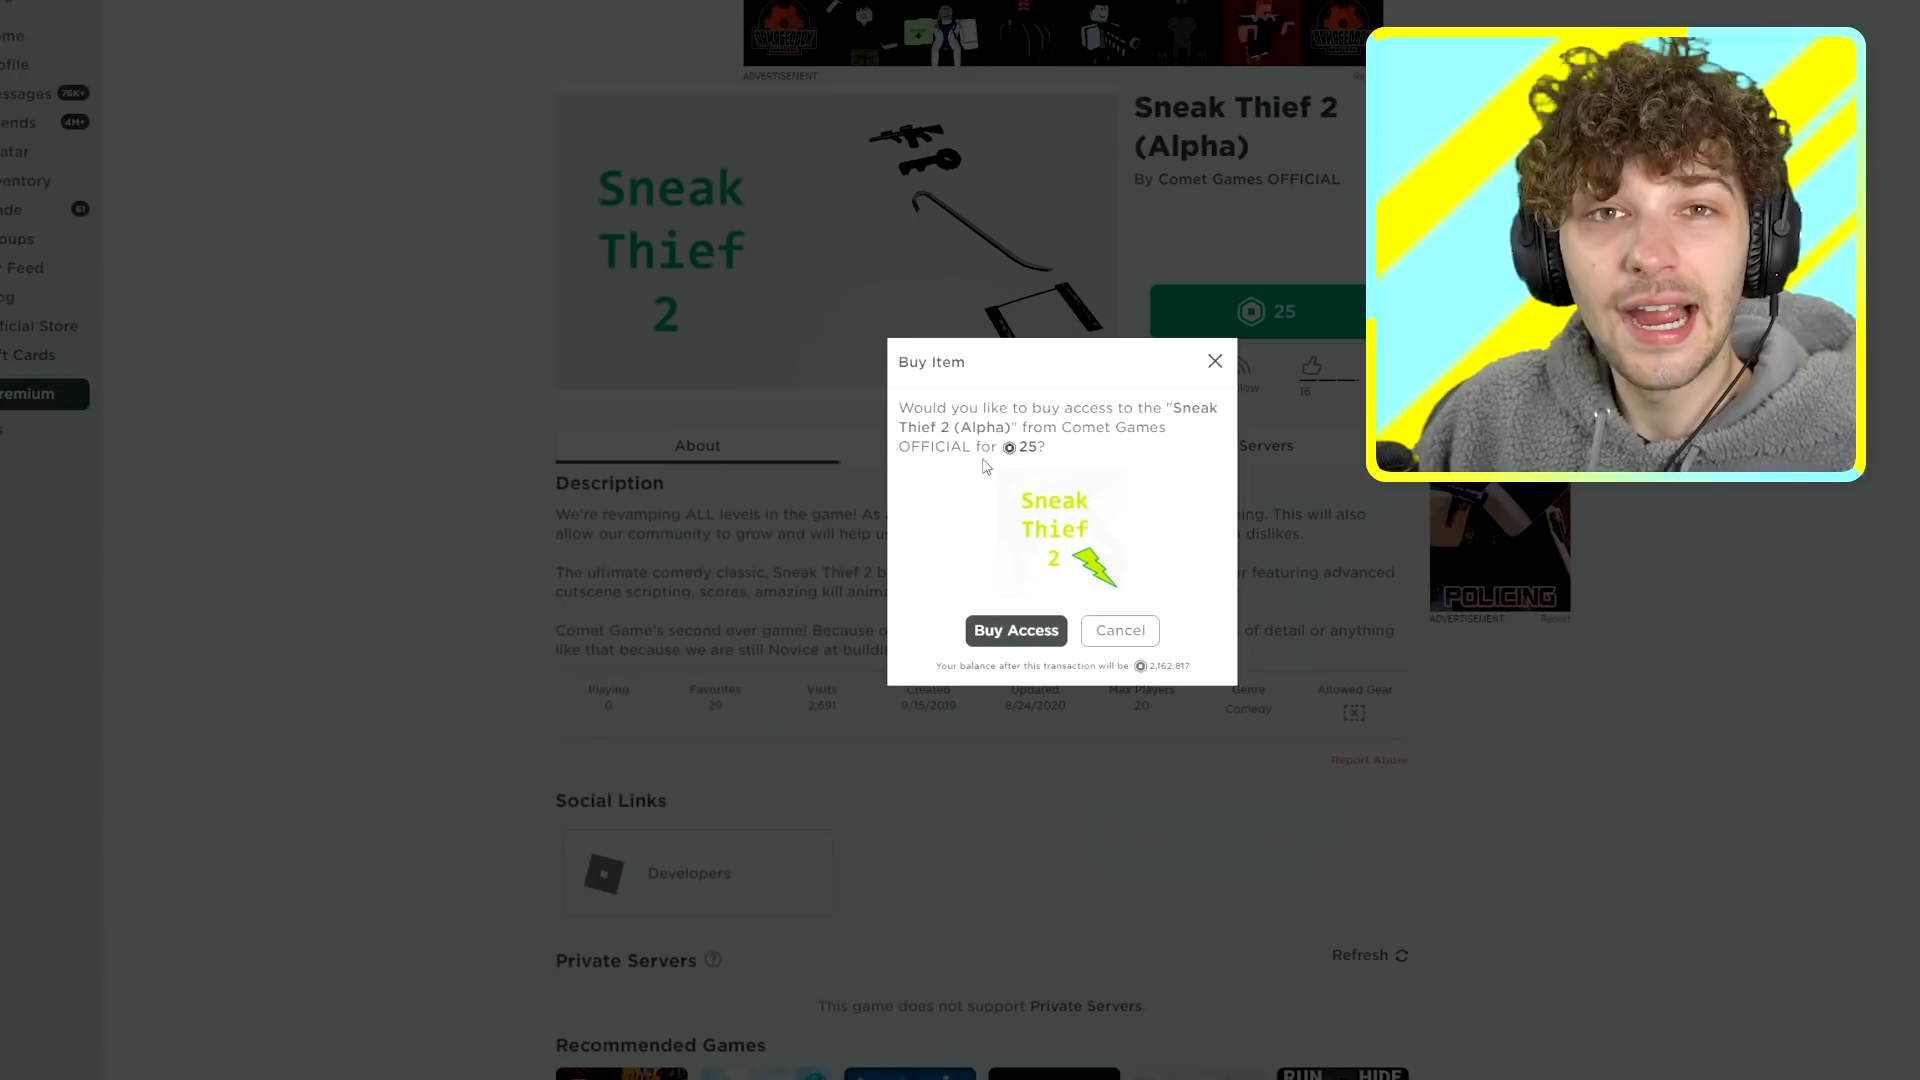 ome
ofile
essages 76K+
ends 4M+
atar
ventory
ade 61
oups
Feed
og
ficial Store
ft Cards
remium
s
ARMAGEDDON
ADVERTISEMENT
Sneak
Thief
2
Sneak Thief 2
(Alpha)
By Comet Games OFFICIAL
25
llow
16
Buy Item
Would you like to buy access to the "Sneak
Thief 2 (Alpha)" from Comet Games
OFFICIAL for 25?
Sneak
Thief
2
Buy Access
Cancel
Your balance after this transaction will be 2,162,817
About
Servers
Description
We're revamping ALL levels in the game! As
ing. This will also
allow our community to grow and will help u
dislikes.
The ultimate comedy classic, Sneak Thief 2 b
r featuring advanced
cutscene scripting, scores, amazing kill anim
Comet Game's second ever game! Because o
of detail or anything
like that because we are still Novice at buildi
POLICING
ADVERTISEMENT
Report
Playing
0
Favorites
29
Visits
2,691
Created
9/15/2019
Updated
8/24/2020
Max Players
20
Genre
Comedy
Allowed Gear
Report Abuse
Social Links
Developers
Private Servers
Refresh
This game does not support Private Servers.
Recommended Games
RUN HIDE